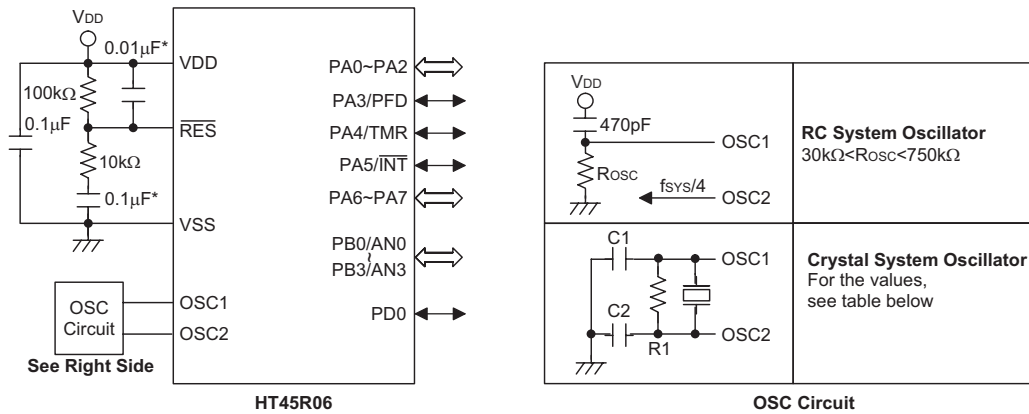 VDD
0.01μF*
100kΩ
0.1μF
10kΩ
0.1μF*
VDD
RES
VSS
OSC1
OSC2
OSC
Circuit
See Right Side
PA0~PA2
PA3/PFD
PA4/TMR
PA5/INT
PA6~PA7
PB0/AN0
~
PB3/AN3
PD0
HT45R06
VDD
470pF
ROSC
fSYS/4
OSC1
OSC2
RC System Oscillator
30kΩ<ROSC<750kΩ
C1
C2
R1
OSC1
OSC2
Crystal System Oscillator
For the values,
see table below
OSC Circuit